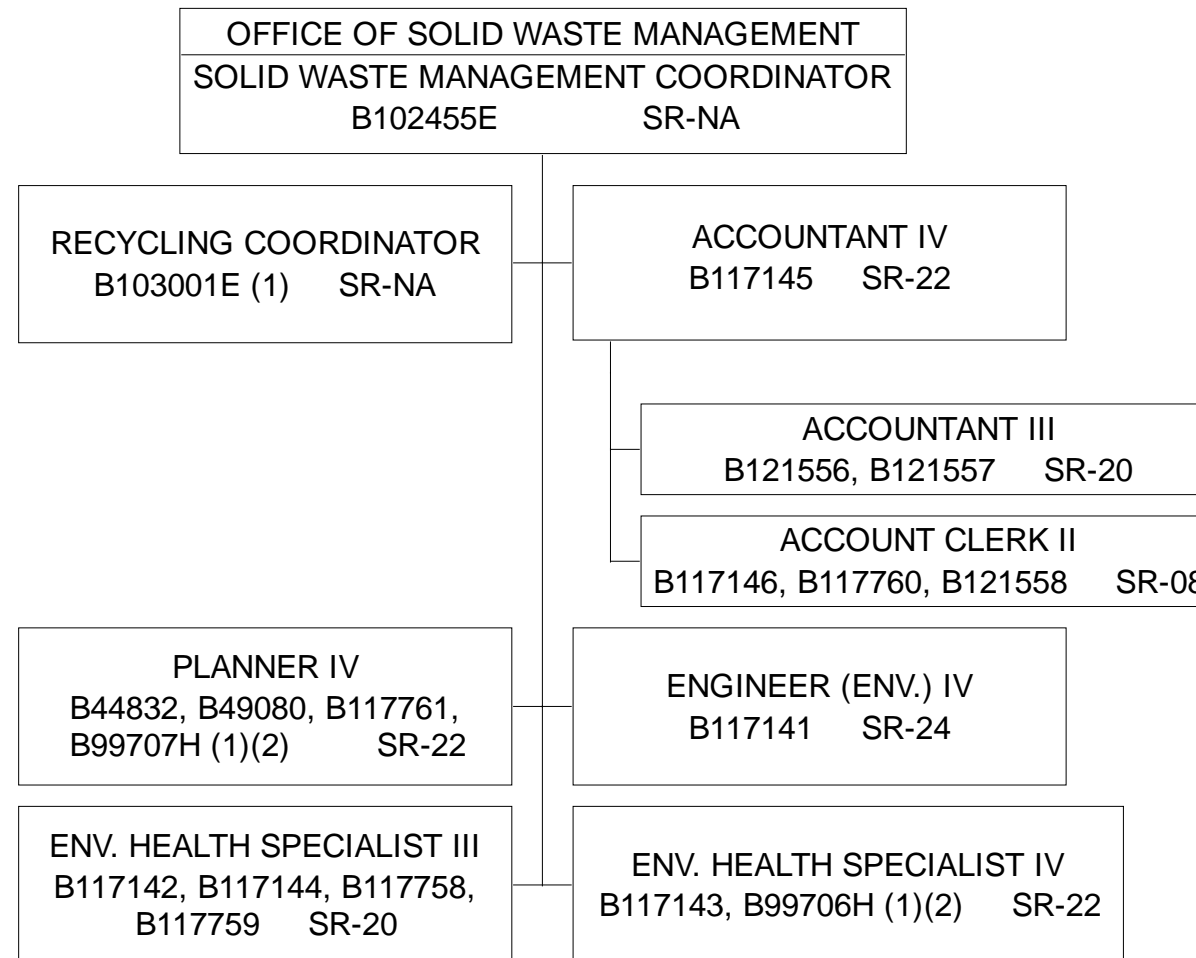 OFFICE OF SOLID WASTE MANAGEMENT
SOLID WASTE MANAGEMENT COORDINATOR
B102455E SR-NA
RECYCLING COORDINATOR
B103001E (1) SR-NA
ACCOUNTANT IV
B117145 SR-22
ACCOUNTANT III
B121556, B121557 SR-20
ACCOUNT CLERK II
B117146, B117760, B121558 SR-08
PLANNER IV
B44832, B49080, B117761,
B99707H (1)(2) SR-22
ENGINEER (ENV.) IV
B117141 SR-24
ENV. HEALTH SPECIALIST III
B117142, B117144, B117758,
B117759 SR-20
ENV. HEALTH SPECIALIST IV
B117143, B99706H (1)(2) SR-22